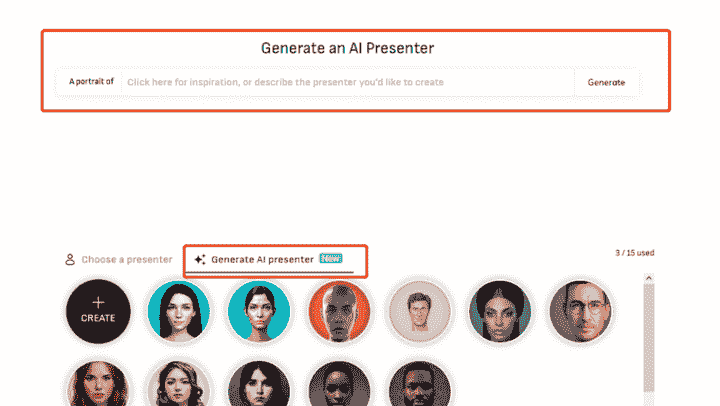 Generate an AI Presenter
A portrait of Click here for inspiration, or describe the presenter you'd like to create Generate
Choose a presenter Generate AI presenter New 3 / 15 used
+
CREATE